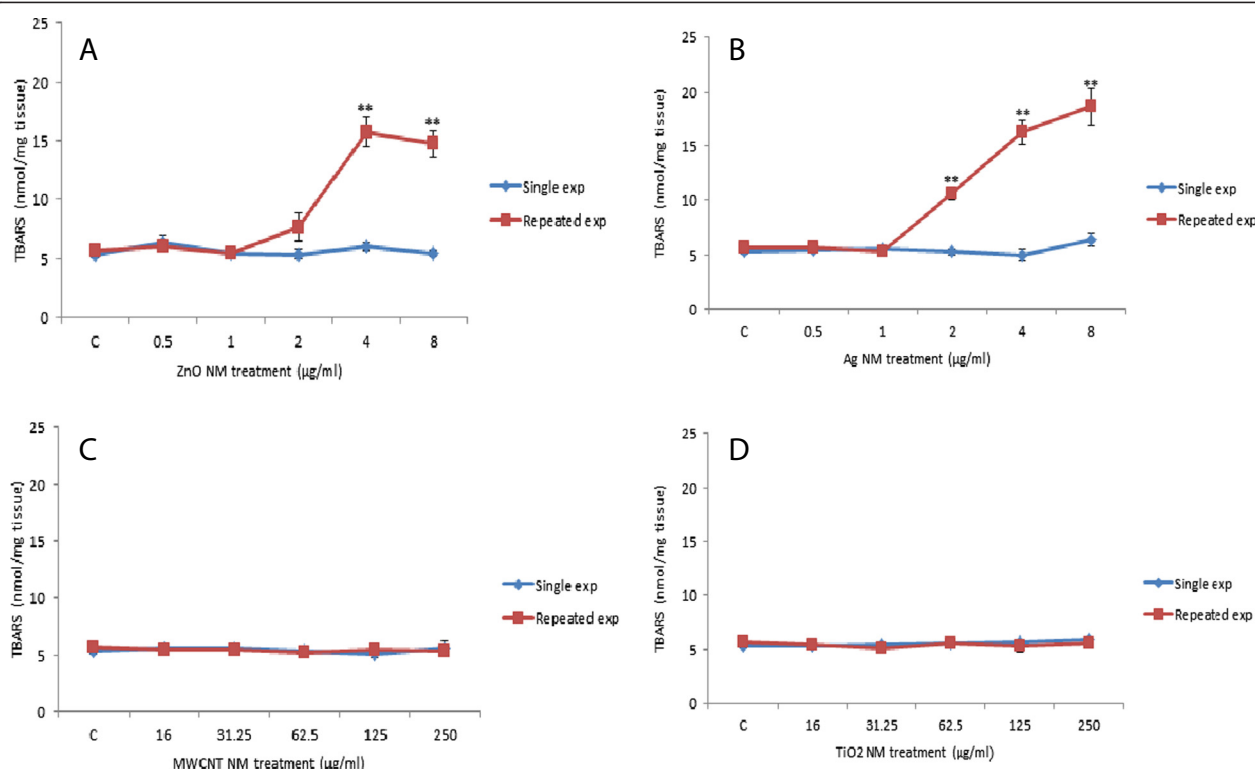 A
25
20
15
10
5
0
TBARS (nmol/mg tissue)
**
**
Single exp
Repeated exp
C 0.5 1 2 4 8
ZnO NM treatment (µg/ml)
B
25
20
15
10
5
0
TBARS (nmol/mg tissue)
**
**
**
Single exp
Repeated exp
C 0.5 1 2 4 8
Ag NM treatment (µg/ml)
C
25
20
15
10
5
0
TBARS (nmol/mg tissue)
Single exp
Repeated exp
C 16 31.25 62.5 125 250
MWCNT NM treatment (µg/ml)
D
25
20
15
10
5
0
TBARS (nmol/mg tissue)
Single exp
Repeated exp
C 16 31.25 62.5 125 250
TiO2 NM treatment (µg/ml)